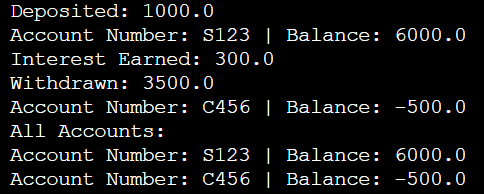 Deposited: 1000.0
Account Number: S123 | Balance: 6000.0
Interest Earned: 300.0
Withdrawn: 3500.0
Account Number: C456 | Balance: -500.0
All Accounts:
Account Number: S123 | Balance: 6000.0
Account Number: C456 | Balance: -500.0